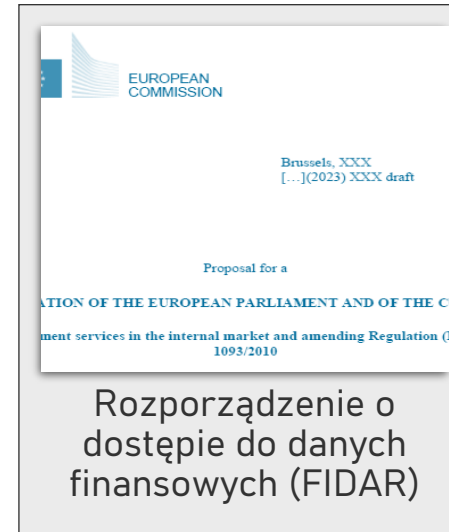 EUROPEAN
COMMISSION
Brussels, XXX
[…](2023) XXX draft
Proposal for a
ATION OF THE EUROPEAN PARLIAMENT AND OF THE C
ment services in the internal market and amending Regulation (
1093/2010
Rozporządzenie o
dostępie do danych
finansowych (FIDAR)